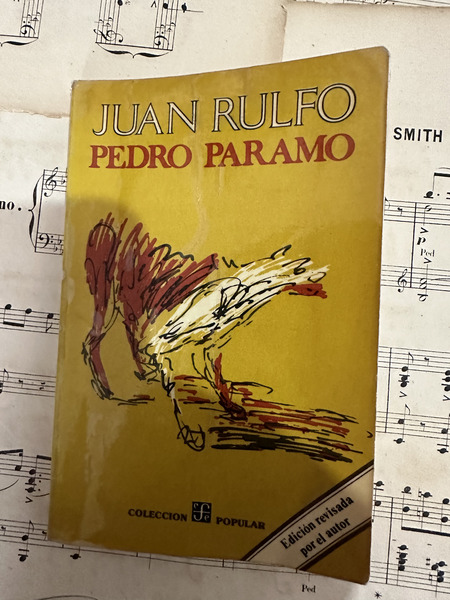 JUAN RULFO
PEDRO PARAMO
SMITH
no.
Ped
COLECCION
POPULAR
Edición revisada
por el autor
Ped